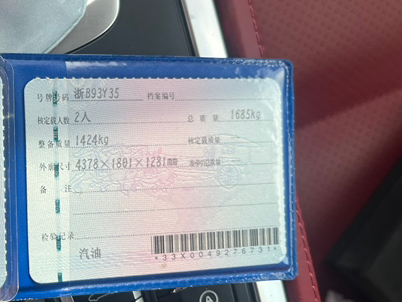 号牌号码 浙B93Y35 档案编号
核定载人数 2人 总质量 1685kg
整备质量 1424kg 核定载质量
外廓尺寸 4378×1801×1281mm 准牵引总质量
备注
检验记录
汽油
*33X0049276731*